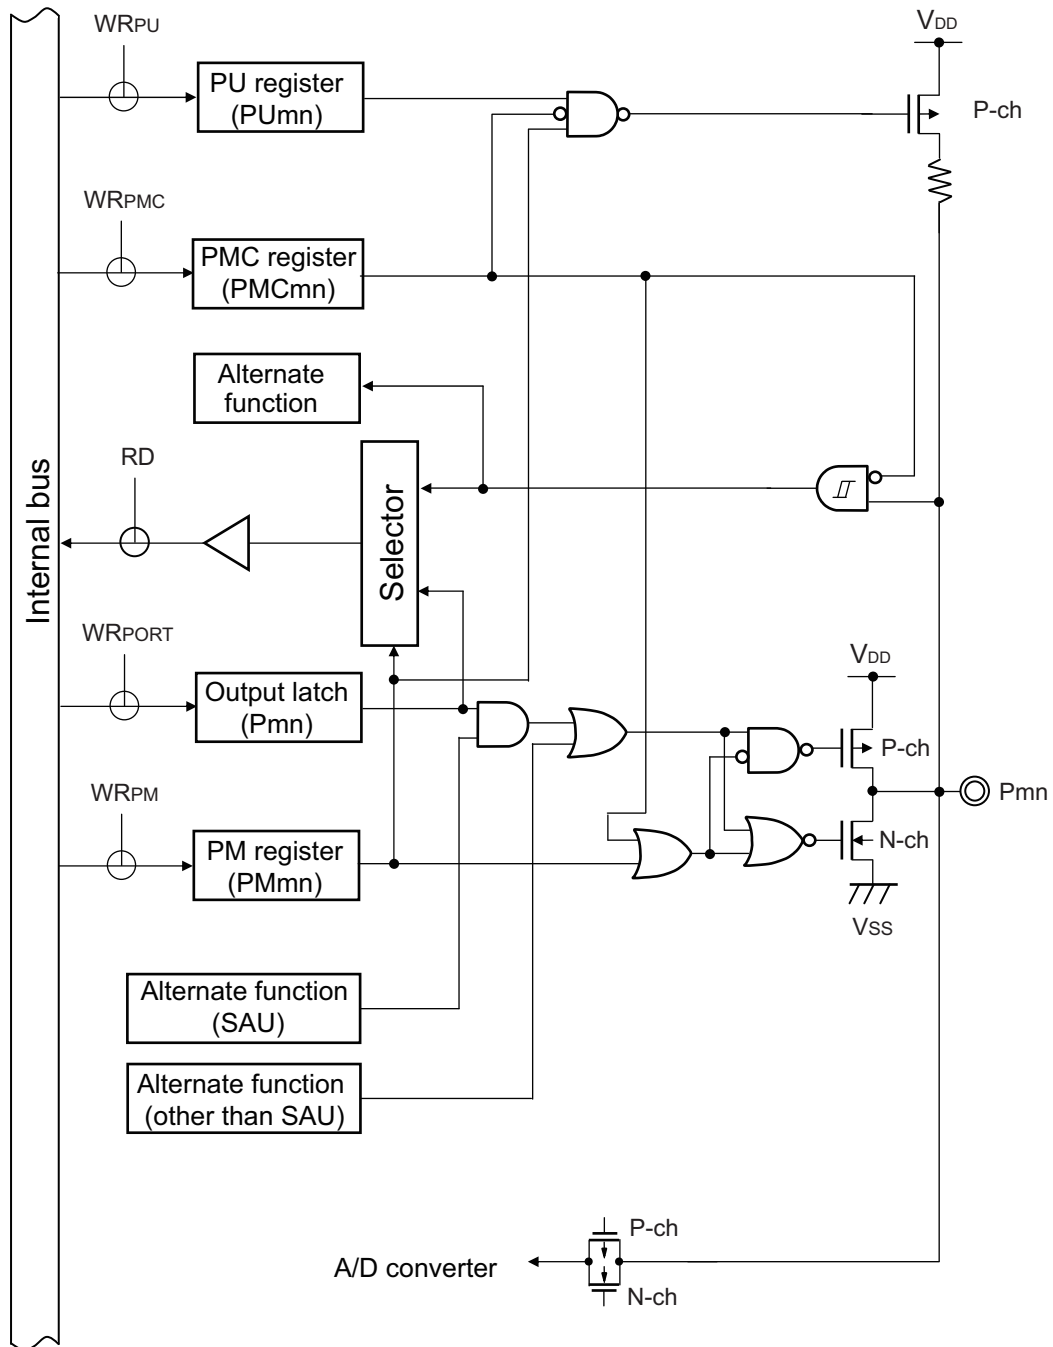 WRPU
VDD
PU register
(PUmn)
P-ch
WRPMC
PMC register
(PMCmn)
Alternate
function
RD
Internal bus
Selector
WRPORT
VDD
Output latch
(Pmn)
P-ch
WRPM
Pmn
PM register
(PMmn)
N-ch
VSS
Alternate function
(SAU)
Alternate function
(other than SAU)
P-ch
A/D converter
N-ch